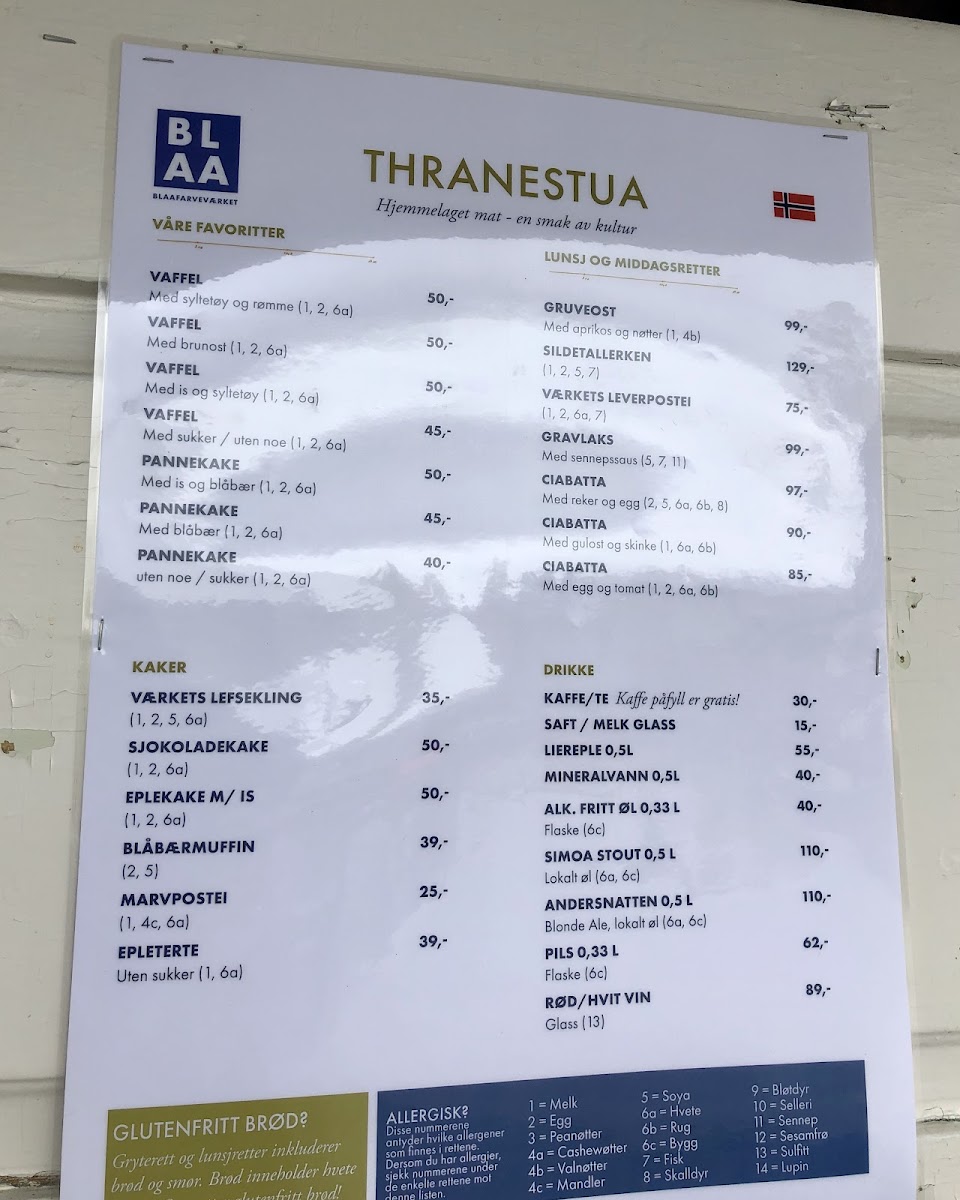 BL
AA
BLAAFARVEVÆRKET
THRANESTUA
Hjemmelaget mat - en smak av kultur
VÅRE FAVORITTER
VAFFEL
Med syltetøy og rømme (1, 2, 6a) 50,-
VAFFEL
Med brunost (1, 2, 6a) 50,-
VAFFEL
Med is og syltetøy (1, 2, 6a) 50,-
VAFFEL
Med sukker / uten noe (1, 2, 6a) 45,-
PANNEKAKE
Med is og blåbær (1, 2, 6a) 50,-
PANNEKAKE
Med blåbær (1, 2, 6a) 45,-
PANNEKAKE
uten noe / sukker (1, 2, 6a) 40,-
LUNSJ OG MIDDAGSRETTER
GRUVEOST
Med aprikos og nøtter (1, 4b) 99,-
SILDETALLERKEN
(1, 2, 5, 7) 129,-
VÆRKETS LEVERPOSTEI
(1, 2, 6a, 7) 75,-
GRAVLAKS
Med sennepssaus (5, 7, 11) 99,-
CIABATTA
Med reker og egg (2, 5, 6a, 6b, 8) 97,-
CIABATTA
Med gulost og skinke (1, 6a, 6b) 90,-
CIABATTA
Med egg og tomat (1, 2, 6a, 6b) 85,-
KAKER
VÆRKETS LEFSEKLING 35,-
(1, 2, 5, 6a)
SJOKOLADEKAKE 50,-
(1, 2, 6a)
EPLEKAKE M/ IS 50,-
(1, 2, 6a)
BLÅBÆRMUFFIN 39,-
(2, 5)
MARVPOSTEI 25,-
(1, 4c, 6a)
EPLETERTE 39,-
Uten sukker (1, 6a)
DRIKKE
KAFFE/TE Kaffe påfyll er gratis! 30,-
SAFT / MELK GLASS 15,-
LIEREPLE 0,5L 55,-
MINERALVANN 0,5L 40,-
ALK. FRITT ØL 0,33 L 40,-
Flaske (6c)
SIMOA STOUT 0,5 L 110,-
Lokalt øl (6a, 6c)
ANDERSNATTEN 0,5 L 110,-
Blonde Ale, lokalt øl (6a, 6c)
PILS 0,33 L 62,-
Flaske (6c)
RØD/HVIT VIN 89,-
Glass (13)
GLUTENFRITT BRØD?
Gryterett og lunsjretter inkluderer
brød og smør. Brød inneholder hvete
glutenfritt brød!
ALLERGISK?
Disse nummerene
antyder hvilke allergener
som finnes i rettene.
Dersom du har allergier,
sjekk nummerene under
de enkelte rettene mot
denne listen.
1 = Melk
2 = Egg
3 = Peanøtter
4a = Cashewøtter
4b = Valnøtter
4c = Mandler
5 = Soya
6a = Hvete
6b = Rug
6c = Bygg
7 = Fisk
8 = Skalldyr
9 = Bløtdyr
10 = Selleri
11 = Sennep
12 = Sesamfrø
13 = Sulfitt
14 = Lupin